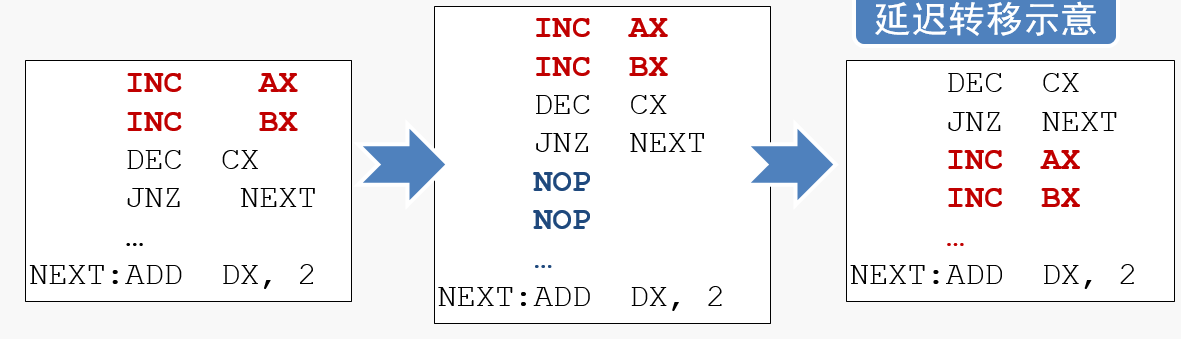 延迟转移示意
INC AX
INC BX
DEC CX
JNZ NEXT
…
NEXT:ADD DX, 2
INC AX
INC BX
DEC CX
JNZ NEXT
NOP
NOP
…
NEXT:ADD DX, 2
DEC CX
JNZ NEXT
INC AX
INC BX
…
NEXT:ADD DX, 2